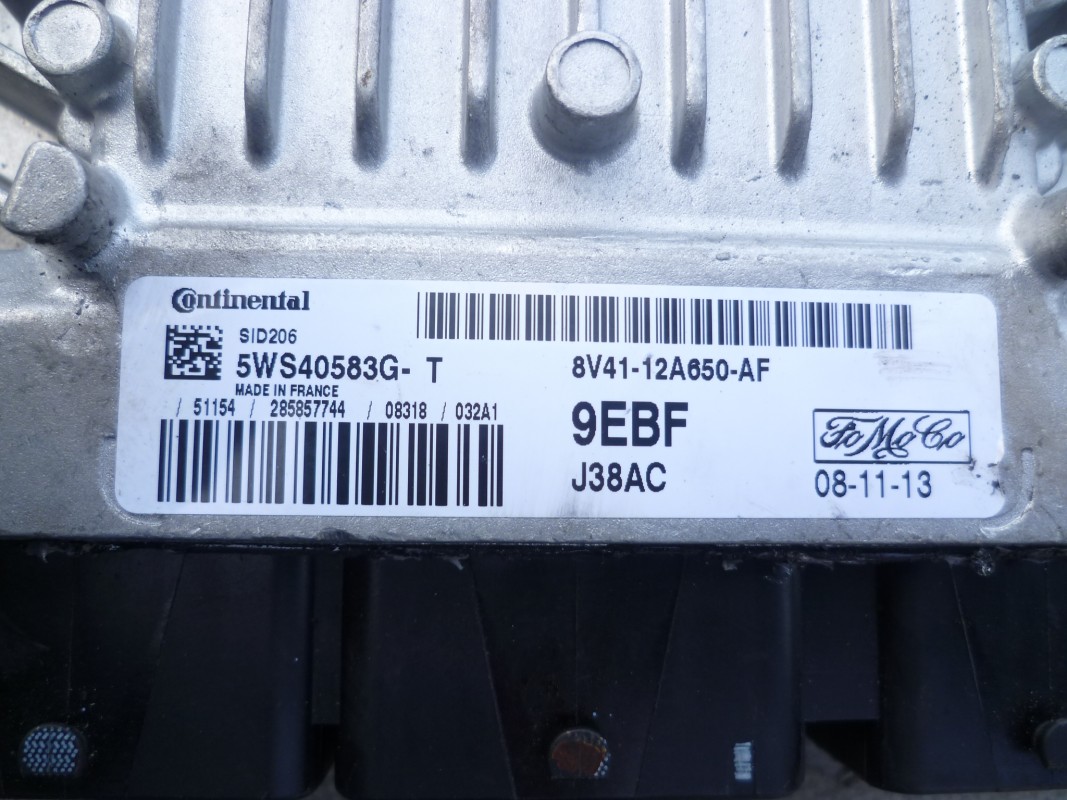 Continental
SID206
5WS40583G- T
MADE IN FRANCE
/ 51154 / 285857744 / 08318 / 032A1
8V41-12A650-AF
9EBF
J38AC
FoMoCo
08-11-13